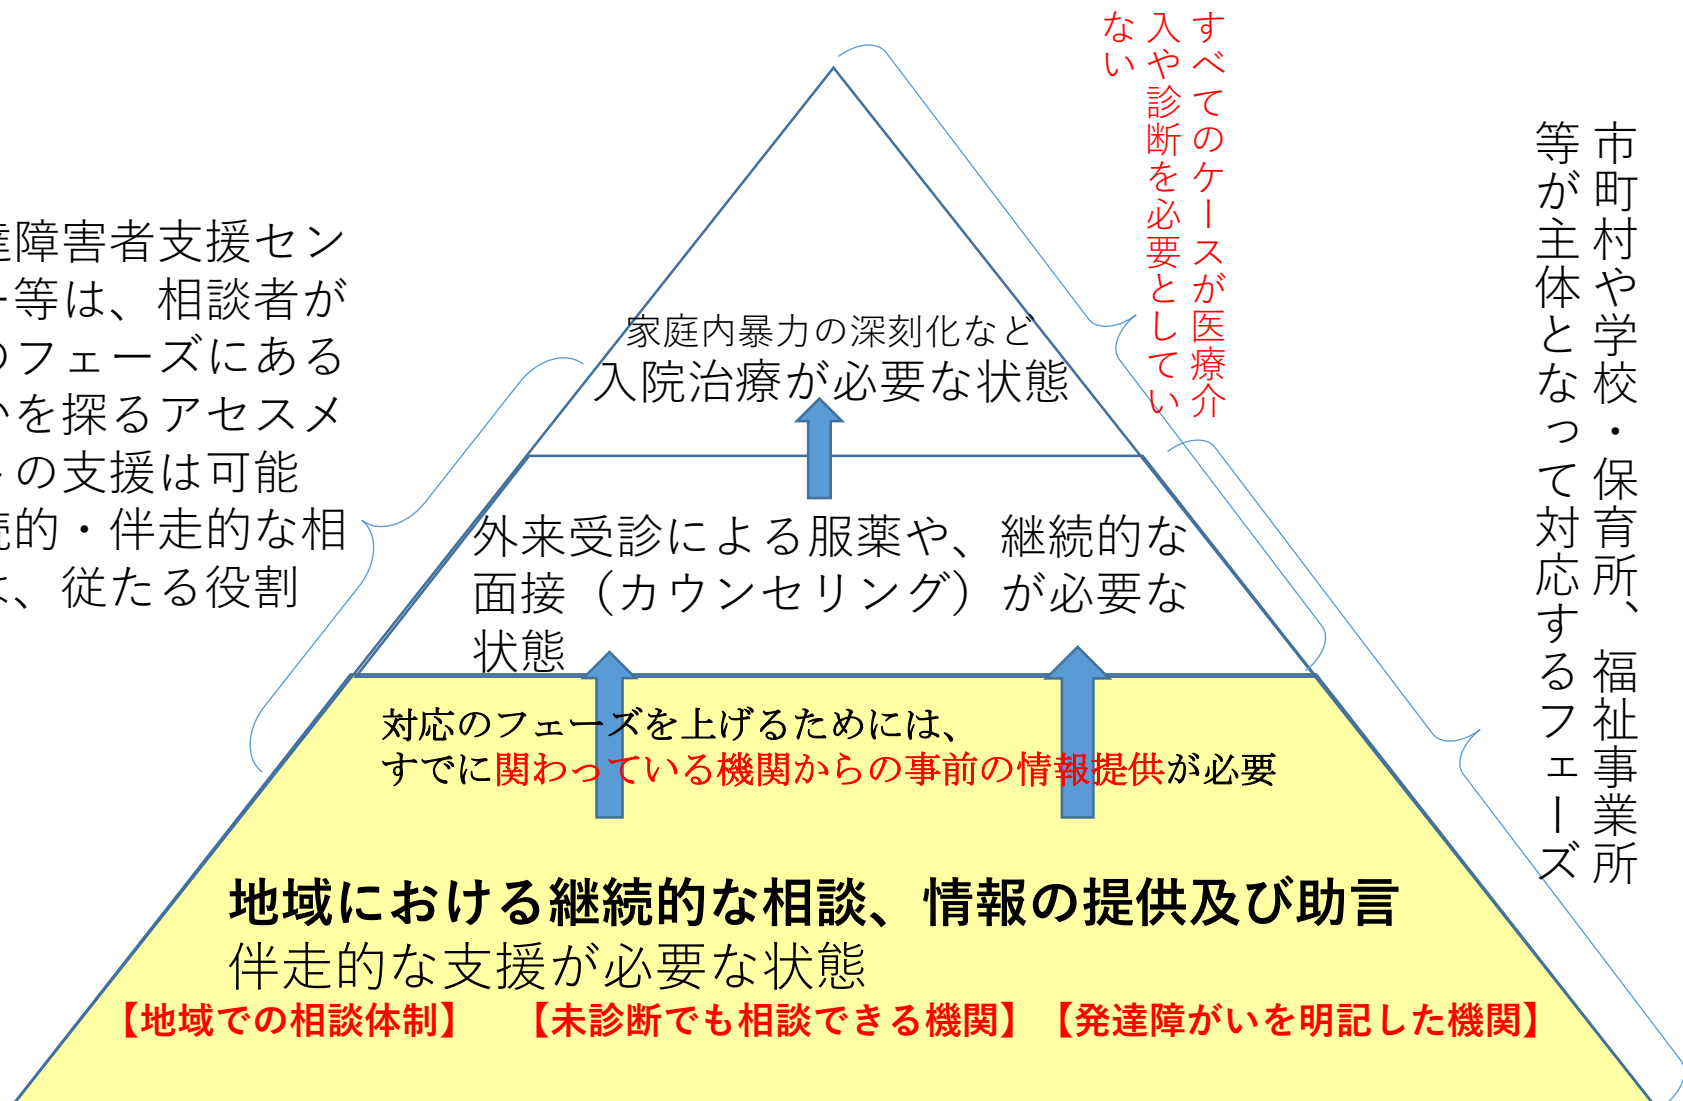 すべてのケースが医療介
入や診断を必要としてい
ない
市町村や学校・保育所、福祉事業所
等が主体となって対応するフェーズ
達障害者支援セン
ー等は、相談者が
のフェーズにある
かを探るアセスメ
トの支援は可能
続的・伴走的な相
は、従たる役割
家庭内暴力の深刻化など
入院治療が必要な状態
外来受診による服薬や、継続的な
面接（カウンセリング）が必要な
状態
対応のフェーズを上げるためには、
すでに関わっている機関からの事前の情報提供が必要
地域における継続的な相談、情報の提供及び助言
伴走的な支援が必要な状態
【地域での相談体制】　【未診断でも相談できる機関】【発達障がいを明記した機関】